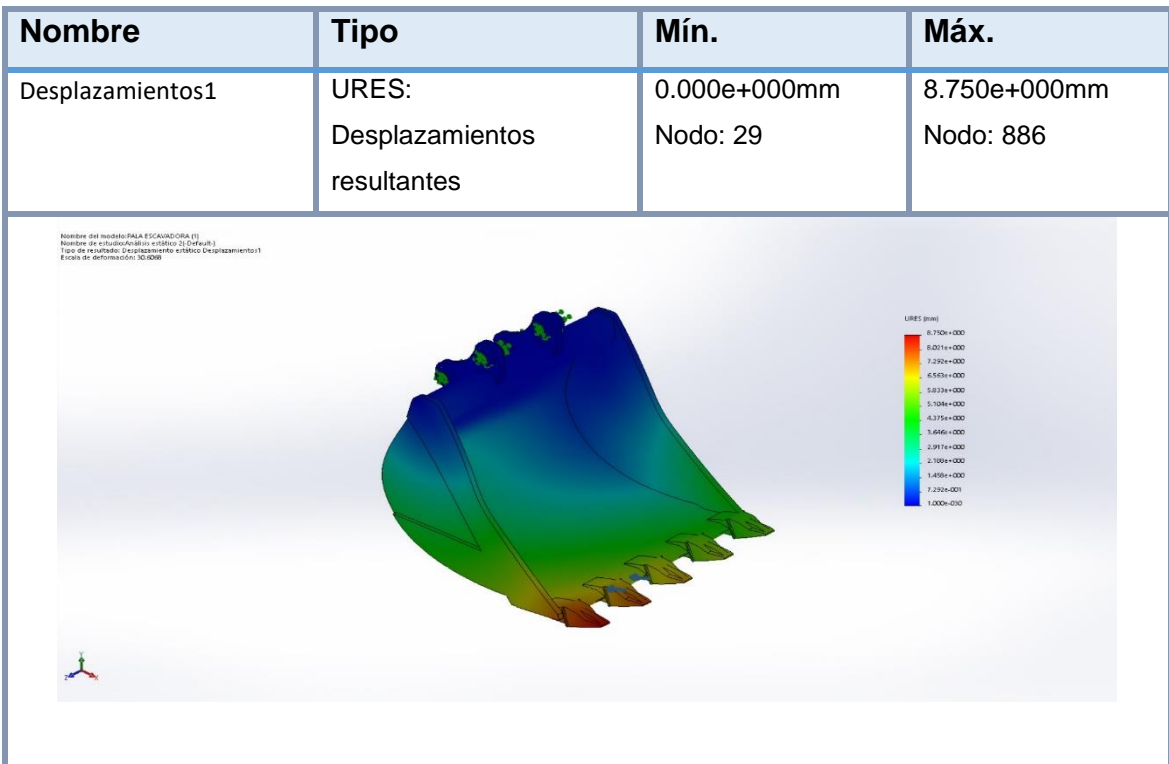 Nombre Tipo Mín. Máx.
Desplazamientos1 URES: 0.000e+000mm 8.750e+000mm
Desplazamientos Nodo: 29 Nodo: 886
resultantes
Nombre del modelo:PALA ESCAVADORA (1)
Nombre de estudio:Análisis estático 2(-Default-)
Tipo de resultado: Desplazamiento estático Desplazamientos1
Escala de deformación: 30.6068
URES (mm)
8.750e+000
8.021e+000
7.292e+000
6.563e+000
5.833e+000
5.104e+000
4.375e+000
3.646e+000
2.917e+000
2.188e+000
1.458e+000
7.292e-001
1.000e-030
Y
Z X